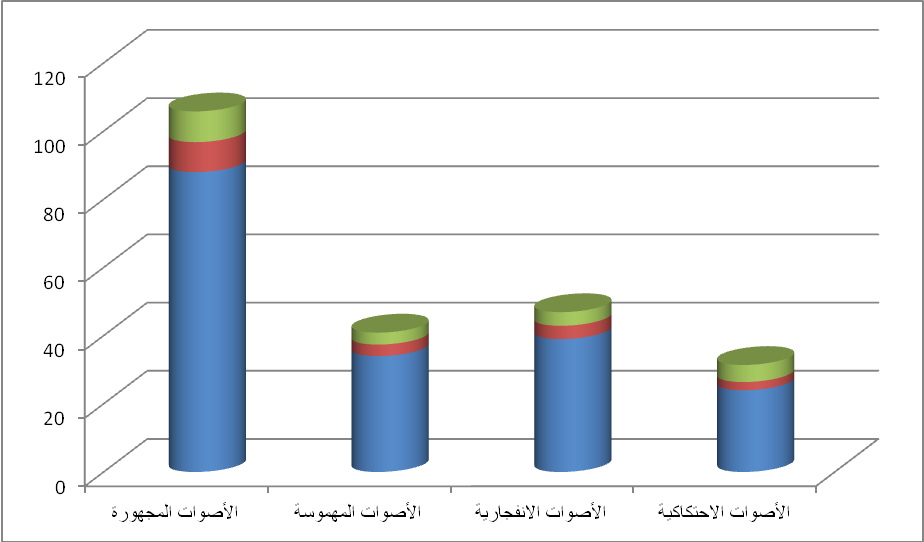 120
100
80
60
40
20
0
الأصوات المجهورة
الأصوات المهموسة
الأصوات الانفجارية
الأصوات الاحتكاكية